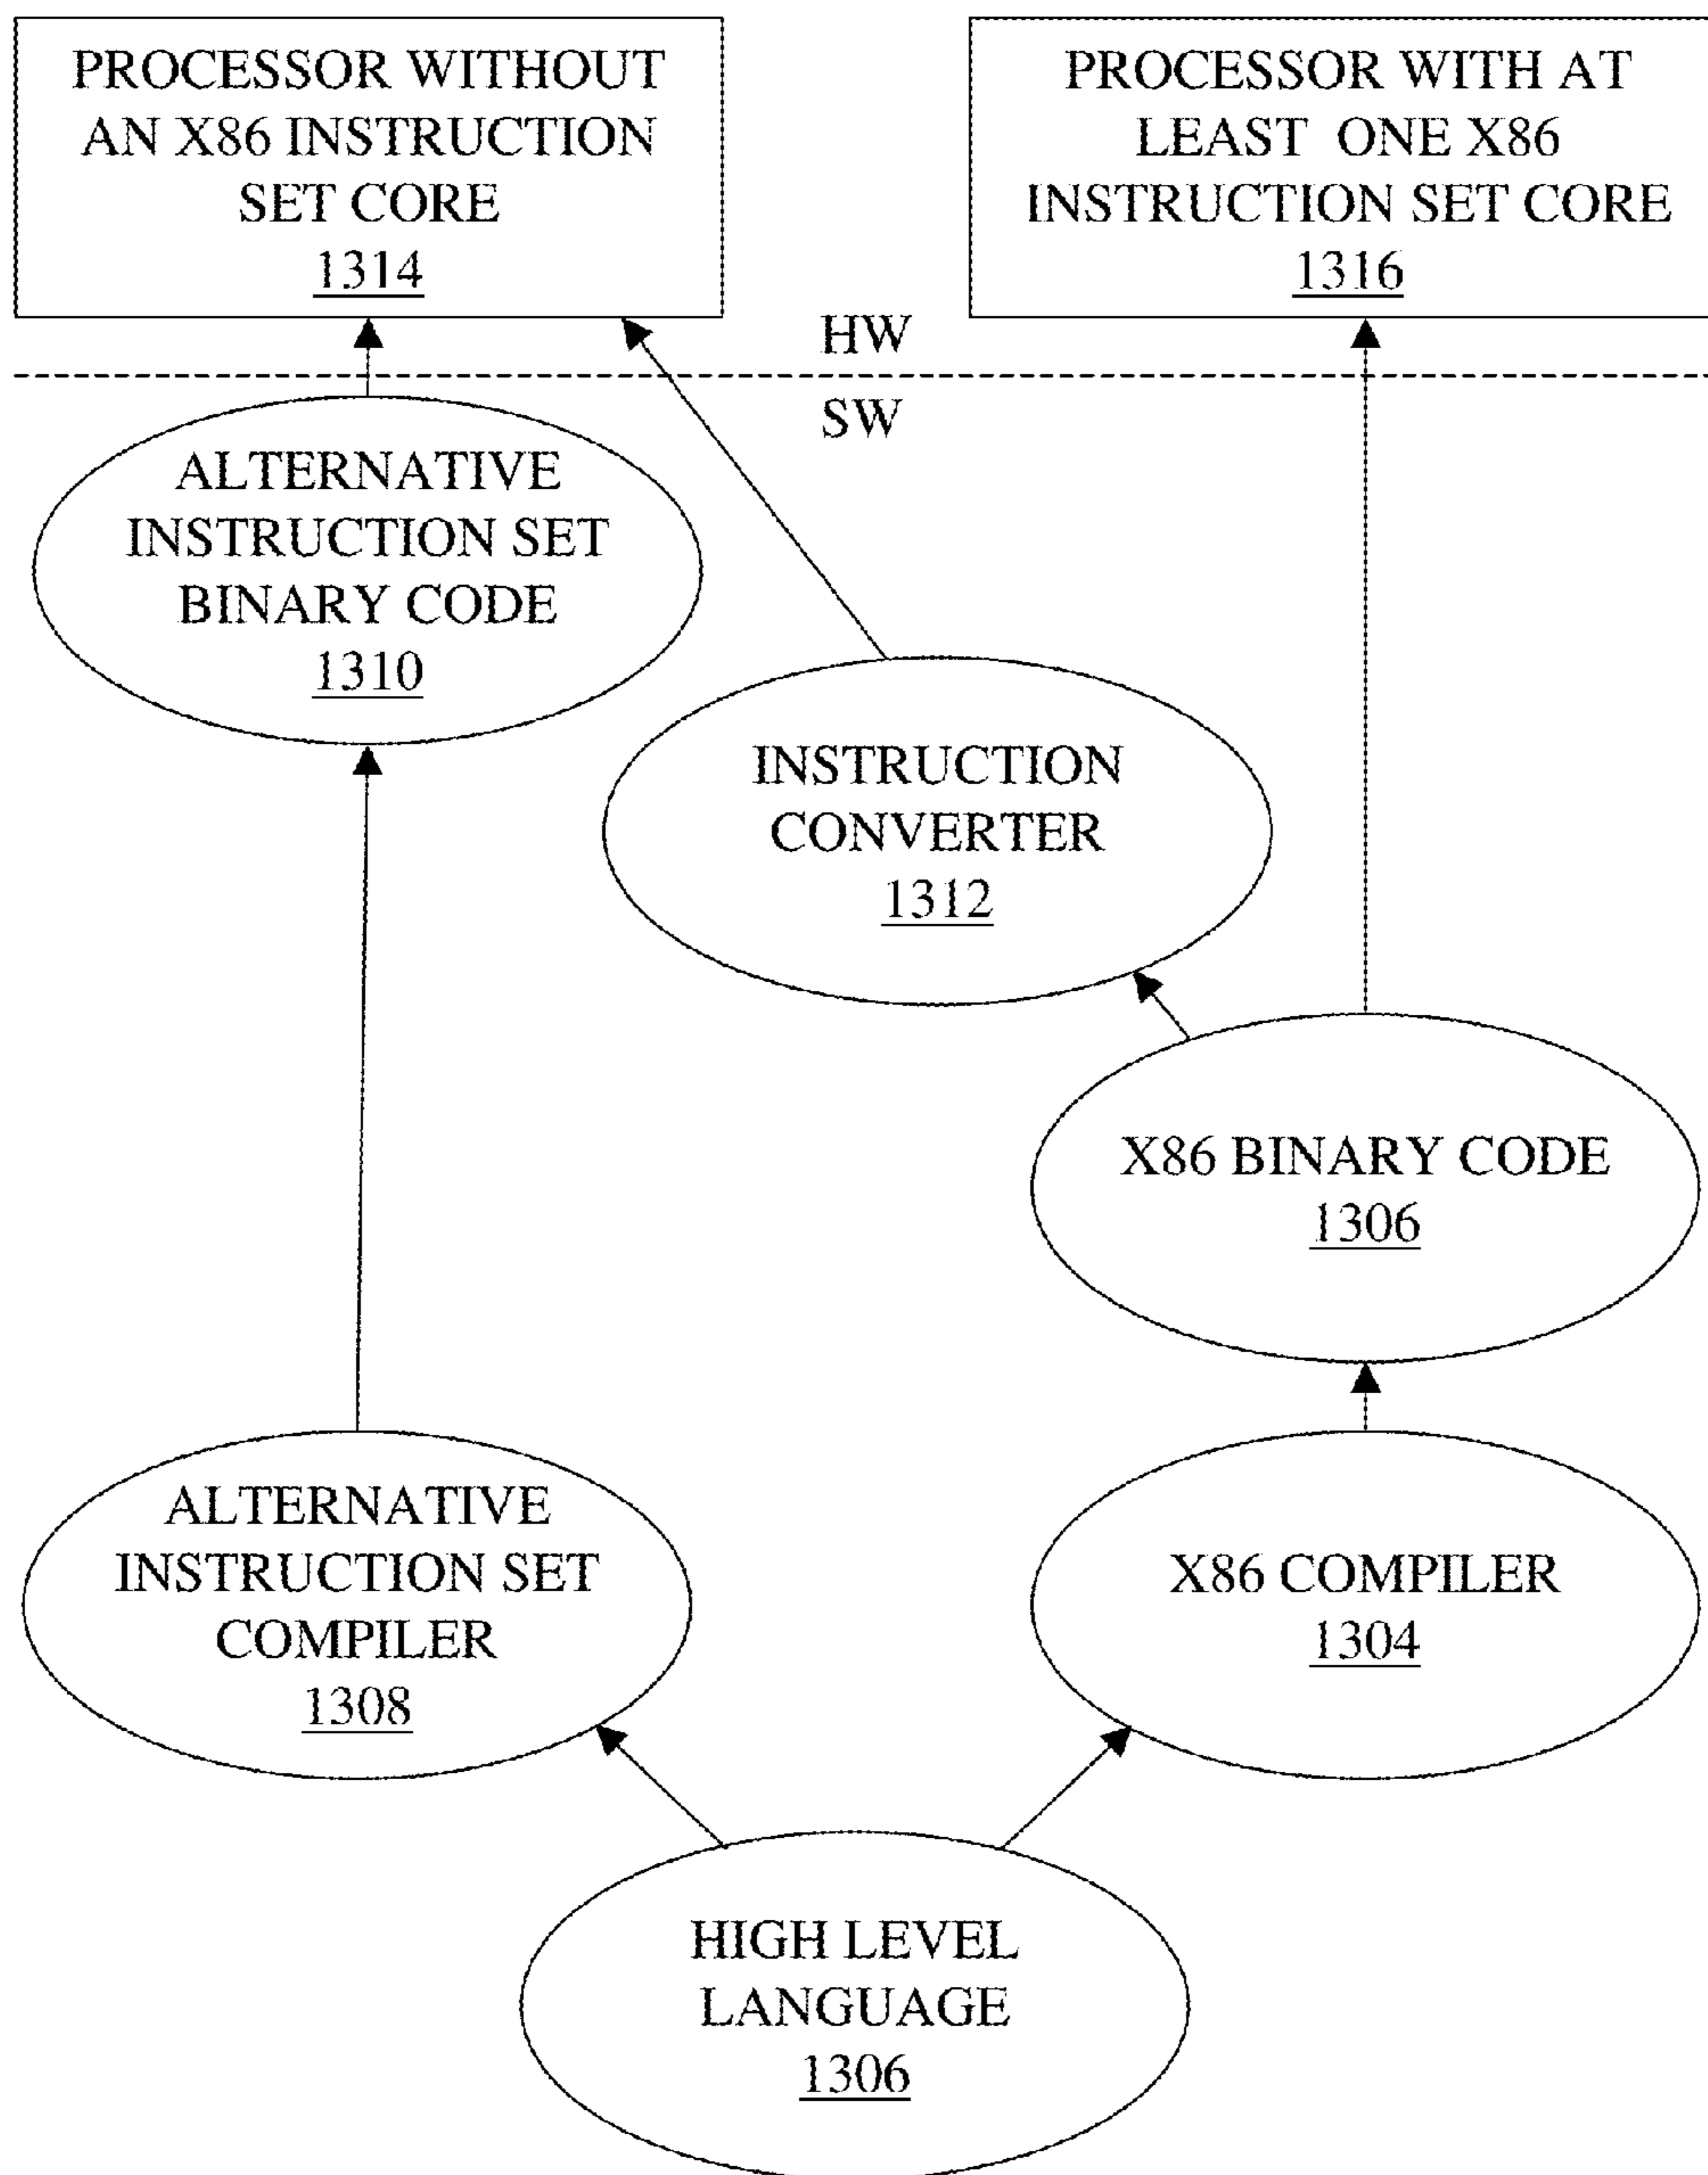 PROCESSOR WITHOUT
AN X86 INSTRUCTION
SET CORE
1314
PROCESSOR WITH AT
LEAST ONE X86
INSTRUCTION SET CORE
1316
HW
SW
ALTERNATIVE
INSTRUCTION SET
BINARY CODE
1310
INSTRUCTION
CONVERTER
1312
X86 BINARY CODE
1306
ALTERNATIVE
INSTRUCTION SET
COMPILER
1308
X86 COMPILER
1304
HIGH LEVEL
LANGUAGE
1306